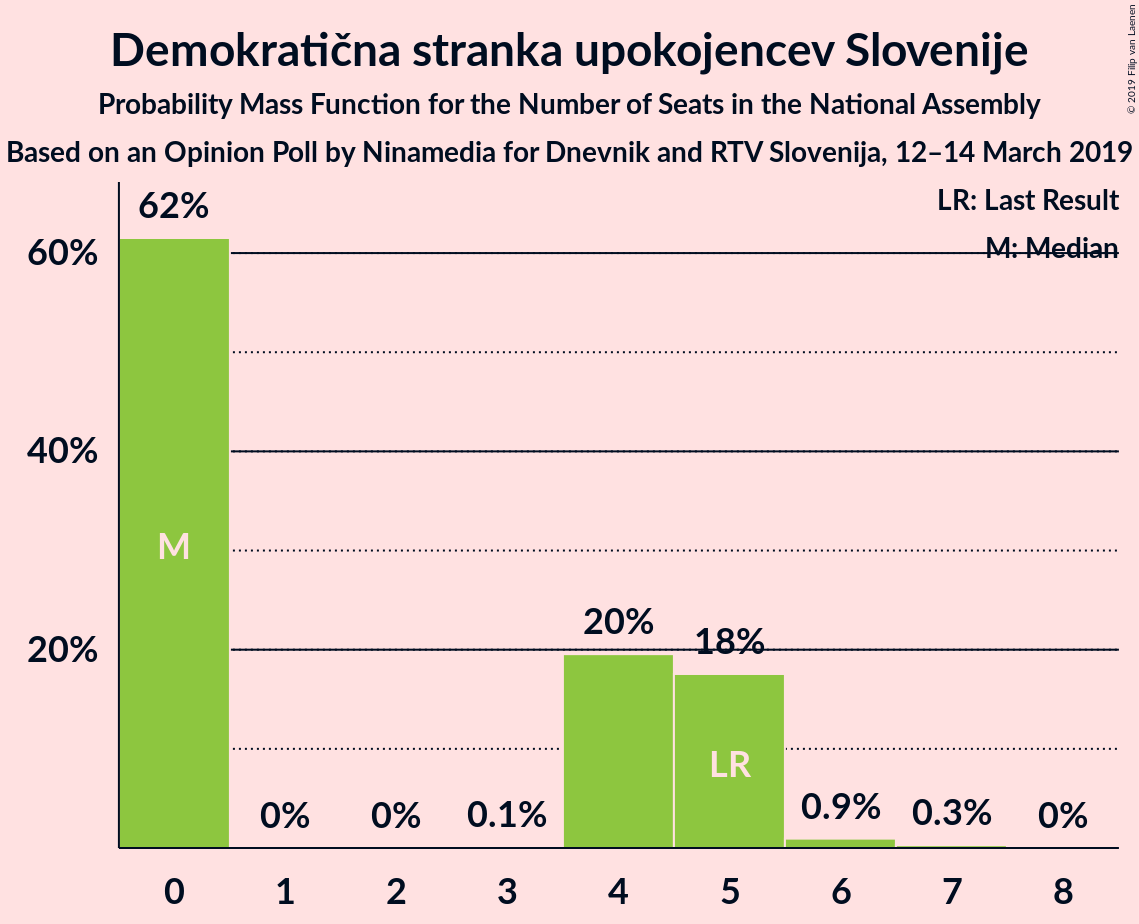 Demokratična stranka upokojencev Slovenije
Probability Mass Function for the Number of Seats in the National Assembly
Based on an Opinion Poll by Ninamedia for Dnevnik and RTV Slovenija, 12–14 March 2019
© 2019 Filip van Laenen
LR: Last Result
M: Median
62%
60%
40%
20%
M
20%
18%
LR
0%
0%
0.1%
0.9%
0.3%
0%
0 1 2 3 4 5 6 7 8